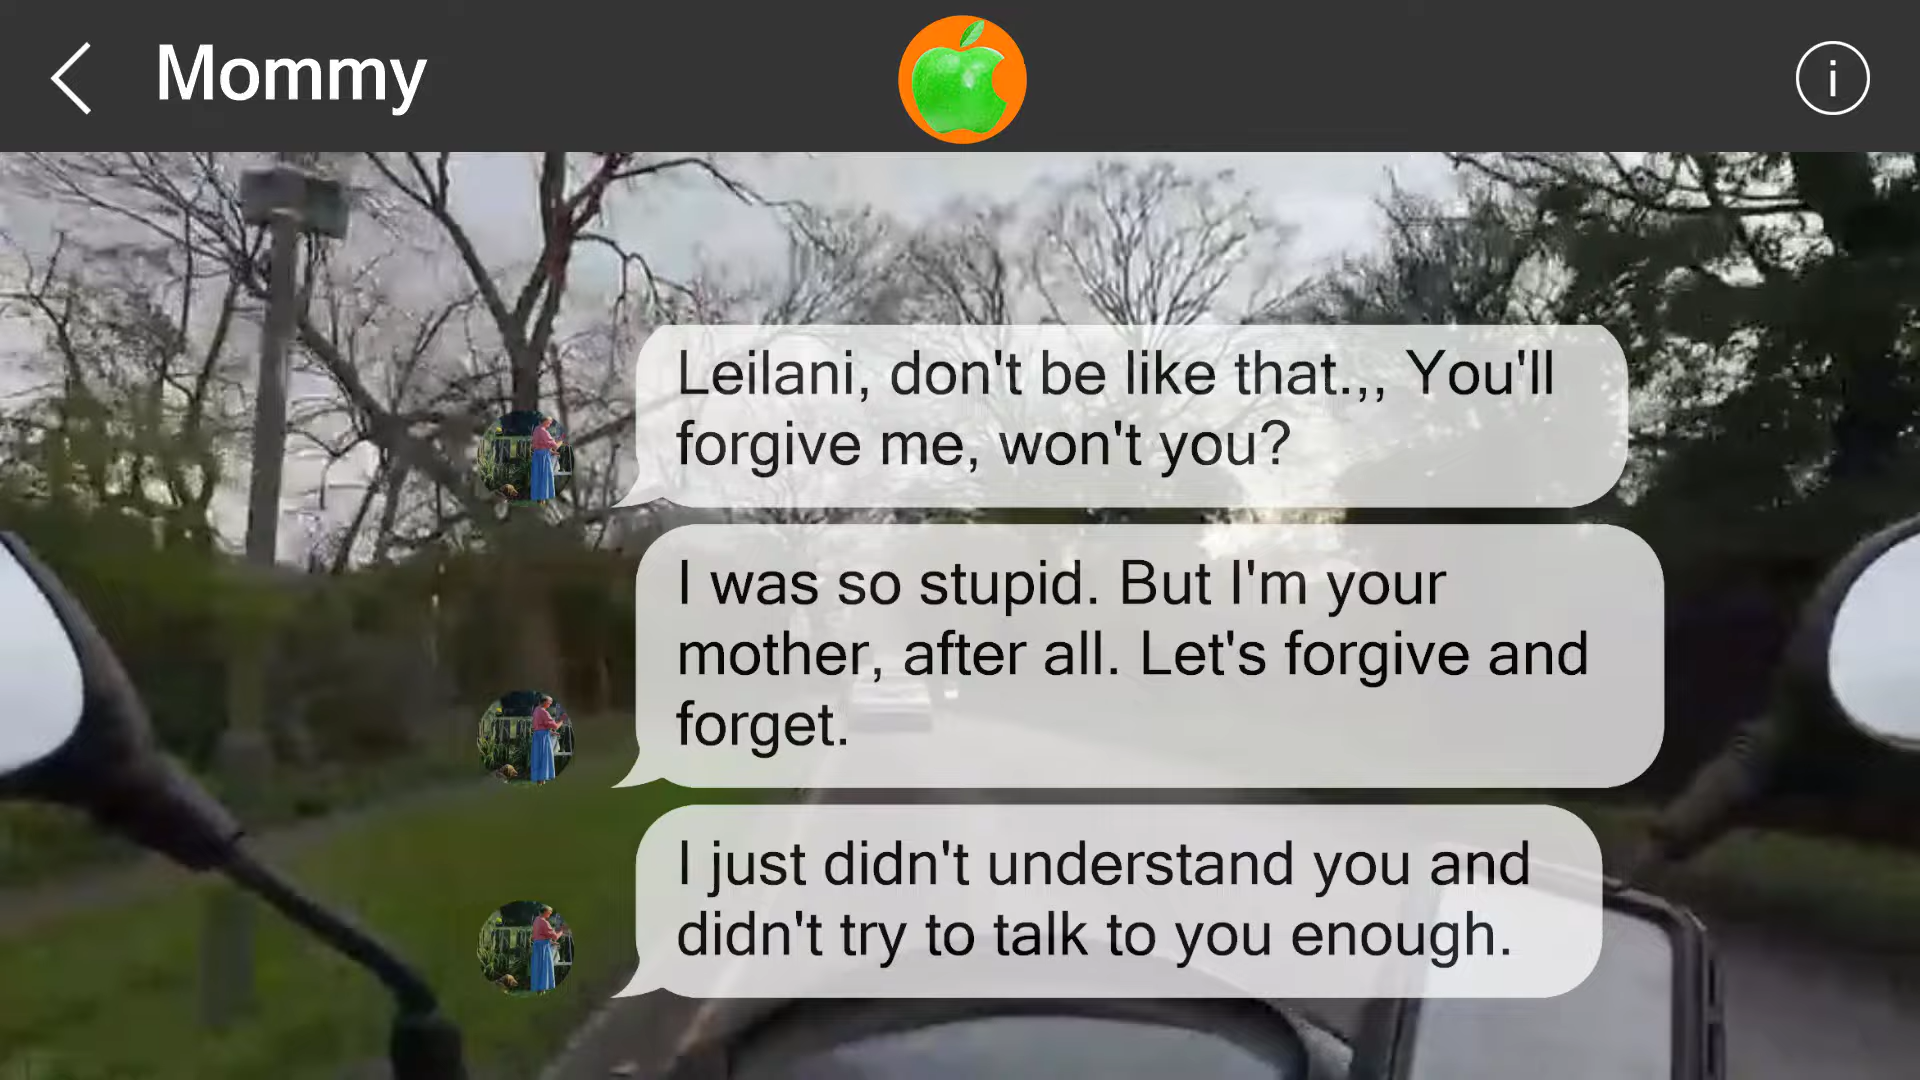 Mommy
i
Leilani, don't be like that.,, You'll
forgive me, won't you?
I was so stupid. But I'm your
mother, after all. Let's forgive and
forget.
I just didn't understand you and
didn't try to talk to you enough.